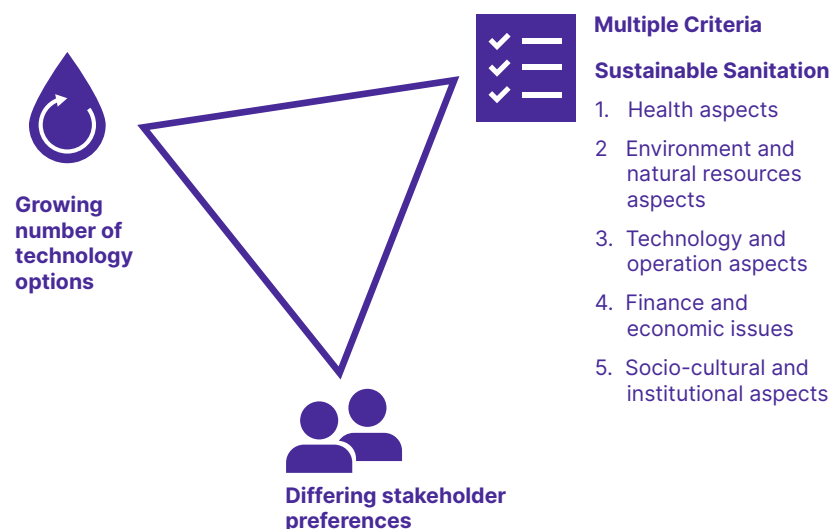 Multiple Criteria
Sustainable Sanitation
1. Health aspects
2 Environment and
natural resources
aspects
3. Technology and
operation aspects
4. Finance and
economic issues
5. Socio-cultural and
institutional aspects
Growing
number of
technology
options
Differing stakeholder
preferences